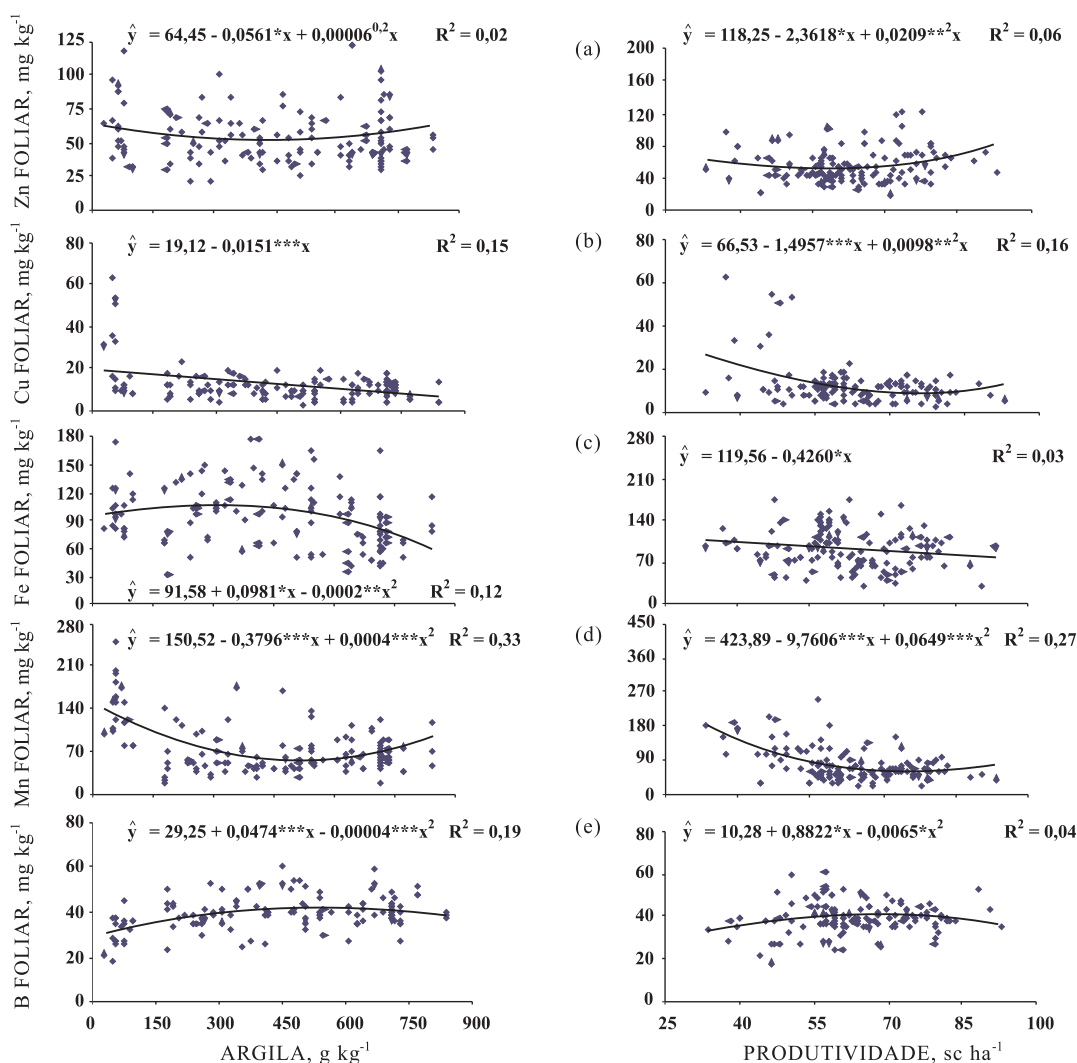 Zn FOLIAR, mg kg⁻¹
125
100
75
50
25
0
ŷ = 64,45 - 0,0561*x + 0,00006^0,2x R² = 0,02
(a)
200
160
120
80
40
0
ŷ = 118,25 - 2,3618*x + 0,0209**²x R² = 0,06
Cu FOLIAR, mg kg⁻¹
80
60
40
20
0
ŷ = 19,12 - 0,0151***x R² = 0,15
(b)
80
60
40
20
0
ŷ = 66,53 - 1,4957***x + 0,0098**²x R² = 0,16
Fe FOLIAR, mg kg⁻¹
180
150
120
90
60
30
0
ŷ = 91,58 + 0,0981*x - 0,0002**x² R² = 0,12
(c)
280
210
140
70
0
ŷ = 119,56 - 0,4260*x R² = 0,03
Mn FOLIAR, mg kg⁻¹
280
210
140
70
0
ŷ = 150,52 - 0,3796***x + 0,0004***x² R² = 0,33
(d)
450
360
270
180
90
0
ŷ = 423,89 - 9,7606***x + 0,0649***x² R² = 0,27
B FOLIAR, mg kg⁻¹
80
60
40
20
0
ŷ = 29,25 + 0,0474***x - 0,00004***x² R² = 0,19
(e)
80
60
40
20
0
ŷ = 10,28 + 0,8822*x - 0,0065*x² R² = 0,04
0 150 300 450 600 750 900
25 40 55 70 85 100
ARGILA, g kg⁻¹
PRODUTIVIDADE, sc ha⁻¹